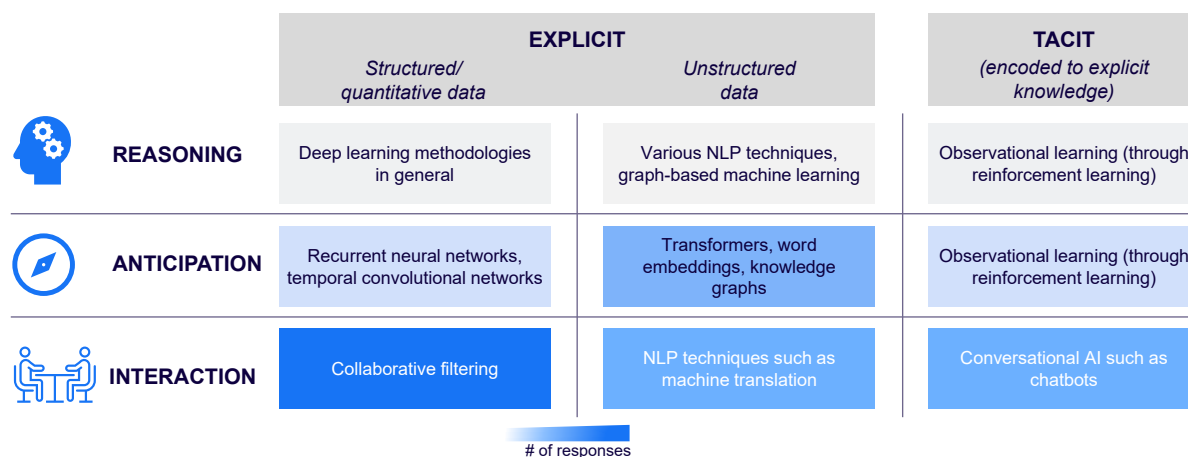 EXPLICIT
Structured/
quantitative data
Unstructured
data
TACIT
(encoded to explicit
knowledge)
REASONING
Deep learning methodologies
in general
Various NLP techniques,
graph-based machine learning
Observational learning (through
reinforcement learning)
ANTICIPATION
Recurrent neural networks,
temporal convolutional networks
Transformers, word
embeddings, knowledge
graphs
Observational learning (through
reinforcement learning)
INTERACTION
Collaborative filtering
NLP techniques such as
machine translation
Conversational AI such as
chatbots
# of responses